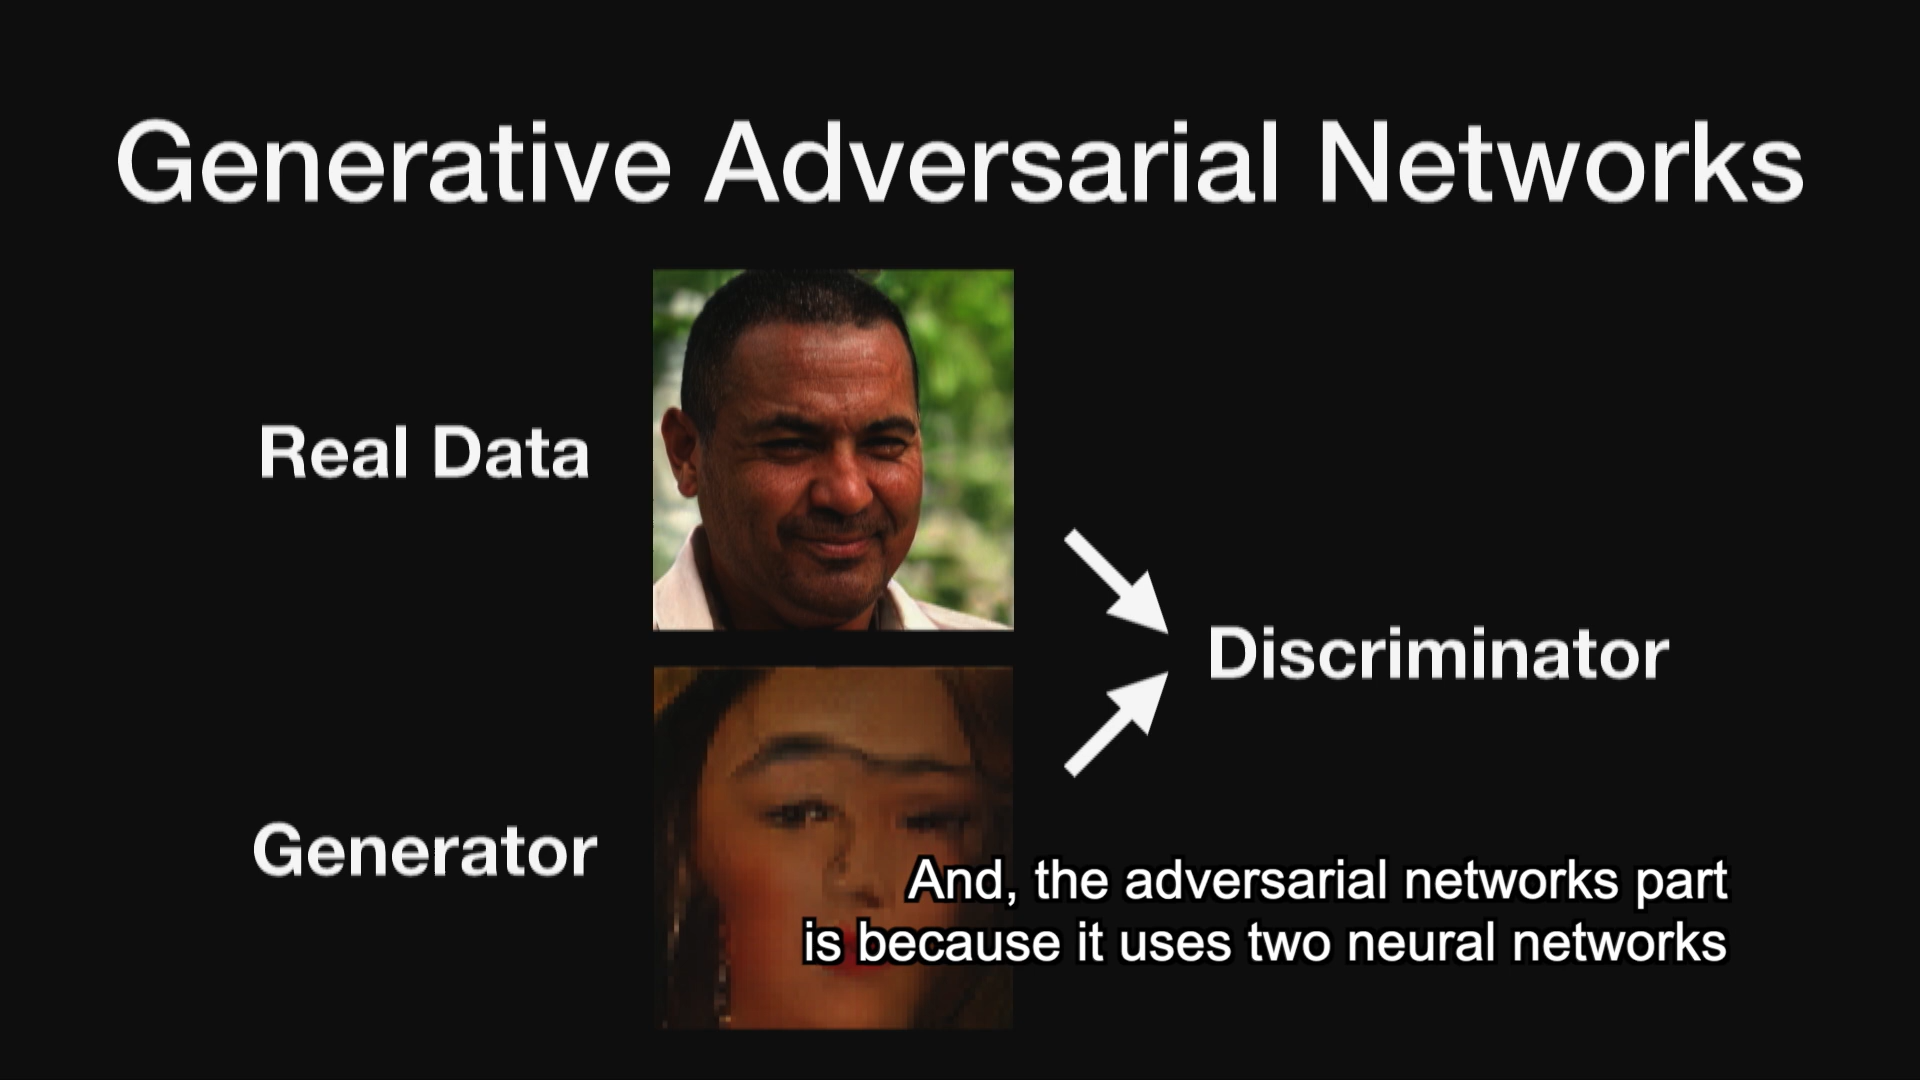 Generative Adversarial Networks
Real Data
Discriminator
Generator
And, the adversarial networks part
is because it uses two neural networks